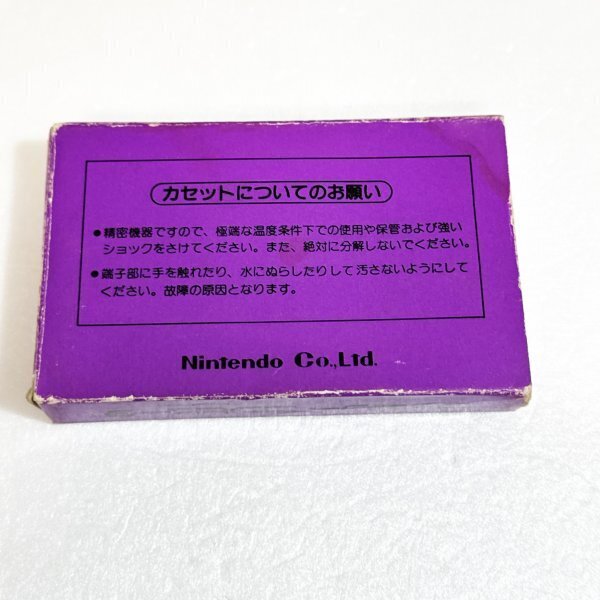 カセットについてのお願い
●精密機器ですので、極端な温度条件下での使用や保管および強い
ショックをさけてください。また、絶対に分解しないでください。
●端子部に手を触れたり、水にぬらしたりして汚さないようにして
ください。故障の原因となります。
Nintendo Co.,Ltd.